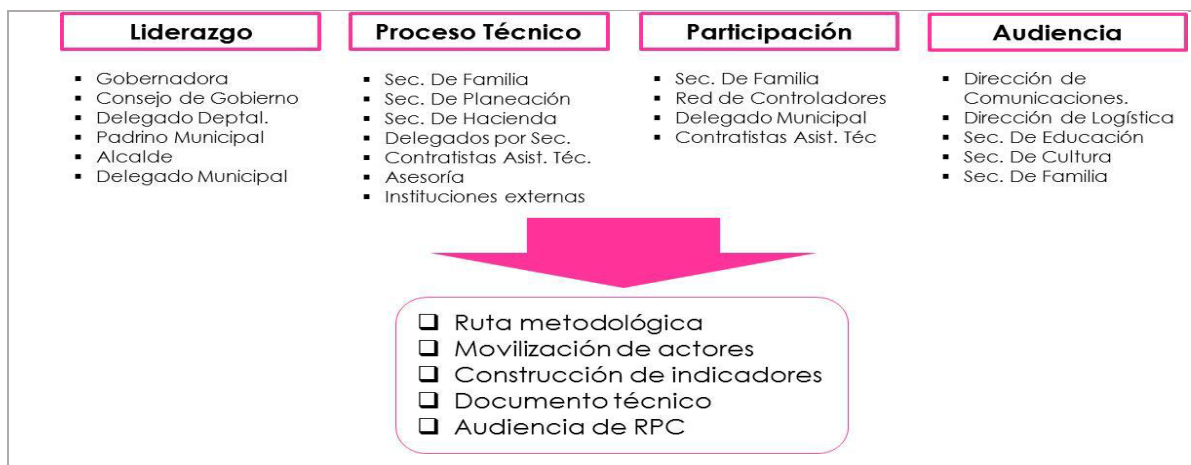 Liderazgo
▪ Gobernadora
▪ Consejo de Gobierno
▪ Delegado Deptal.
▪ Padrino Municipal
▪ Alcalde
▪ Delegado Municipal
Proceso Técnico
▪ Sec. De Familia
▪ Sec. De Planeación
▪ Sec. De Hacienda
▪ Delegados por Sec.
▪ Contratistas Asist. Téc.
▪ Asesoría
▪ Instituciones externas
Participación
▪ Sec. De Familia
▪ Red de Controladores
▪ Delegado Municipal
▪ Contratistas Asist. Téc
Audiencia
▪ Dirección de
Comunicaciones.
▪ Dirección de Logística
▪ Sec. De Educación
▪ Sec. De Cultura
▪ Sec. De Familia
❑ Ruta metodológica
❑ Movilización de actores
❑ Construcción de indicadores
❑ Documento técnico
❑ Audiencia de RPC